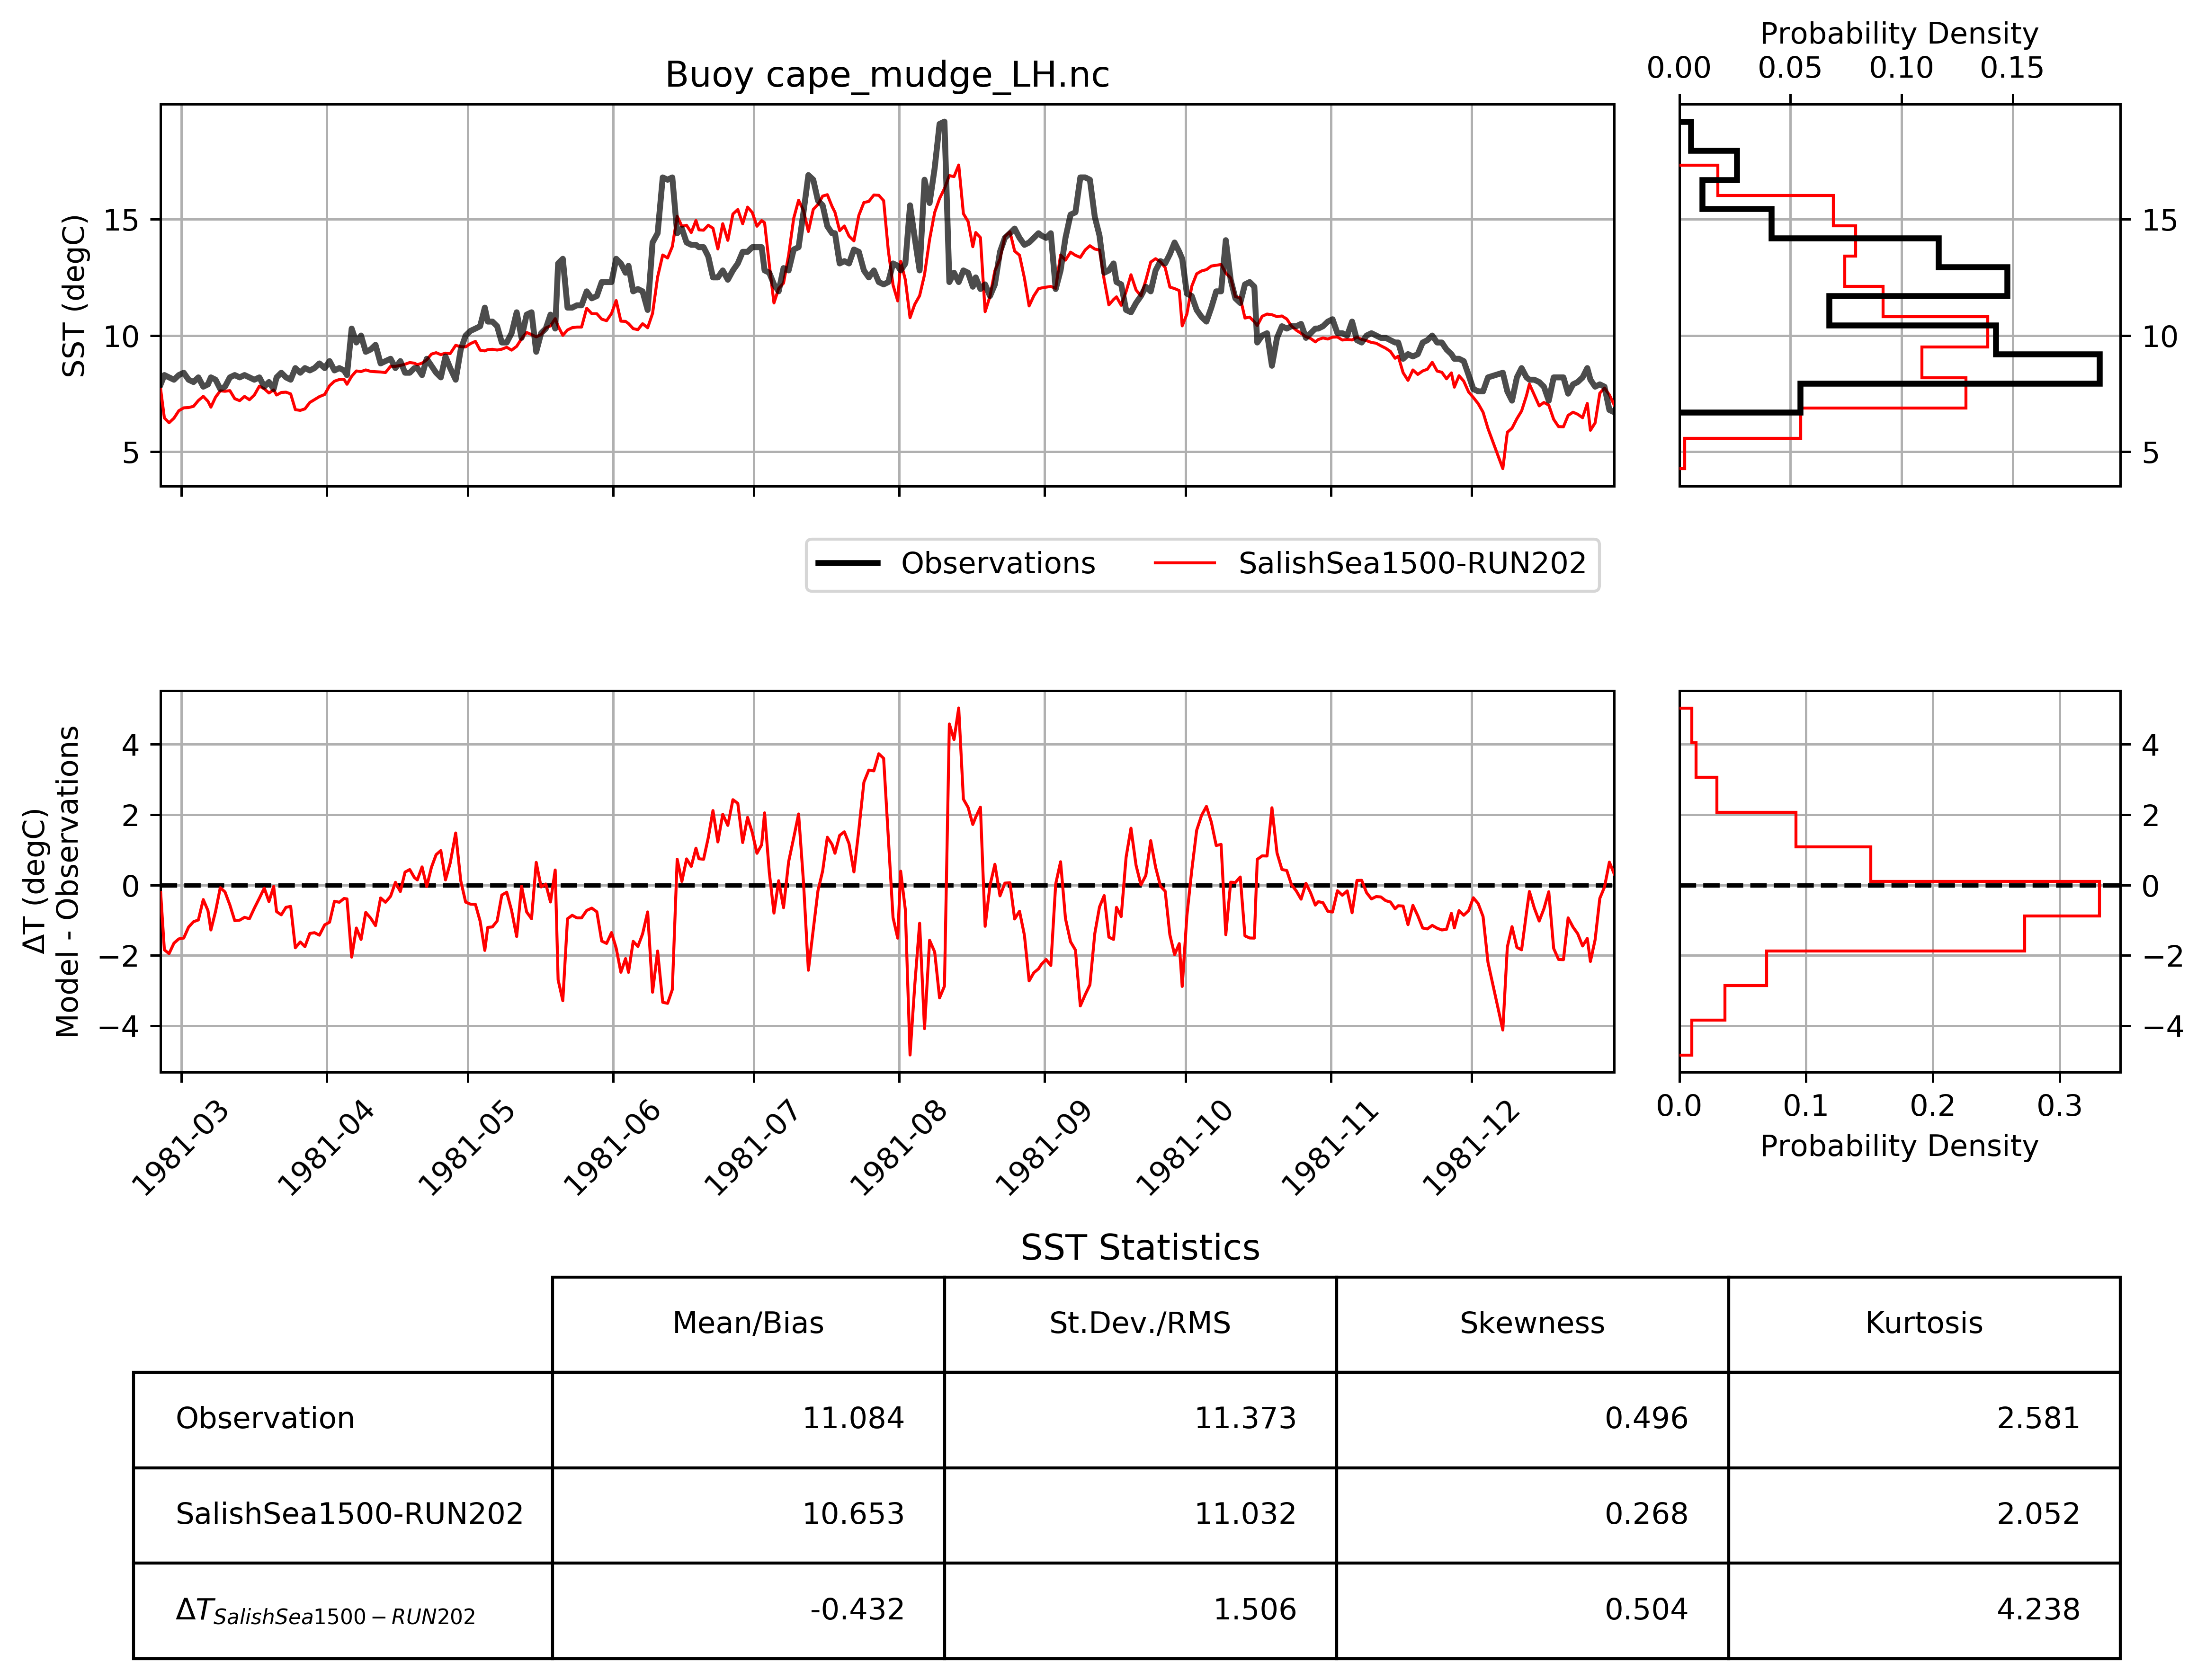 Probability Density
0.00 0.05 0.10 0.15
Buoy cape_mudge_LH.nc
SST (degC)
15
10
5
15
10
5
Observations SalishSea1500-RUN202
ΔT (degC)
Model - Observations
4
2
0
−2
−4
4
2
0
−2
−4
1981-03 1981-04 1981-05 1981-06 1981-07 1981-08 1981-09 1981-10 1981-11 1981-12
0.0 0.1 0.2 0.3
Probability Density
SST Statistics
Mean/Bias St.Dev./RMS Skewness Kurtosis
Observation 11.084 11.373 0.496 2.581
SalishSea1500-RUN202 10.653 11.032 0.268 2.052
ΔT SalishSea1500−RUN202 -0.432 1.506 0.504 4.238